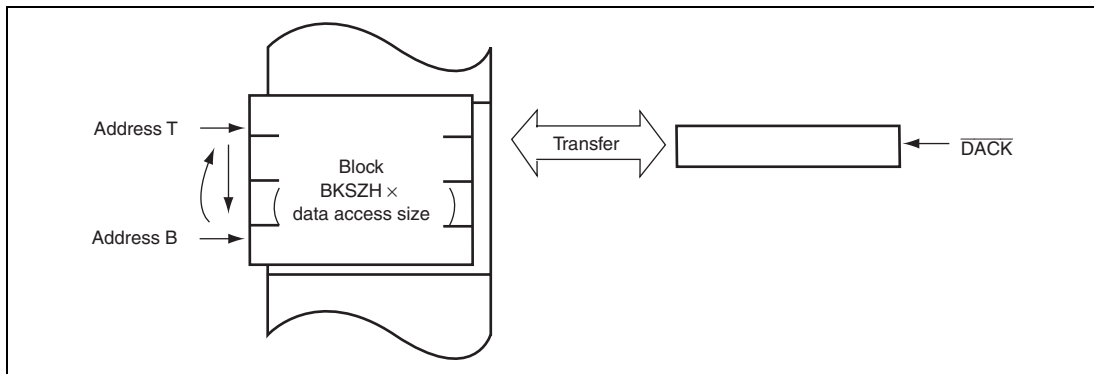 Address T
Address B
Block
BKSZH ×
data access size
Transfer
DACK